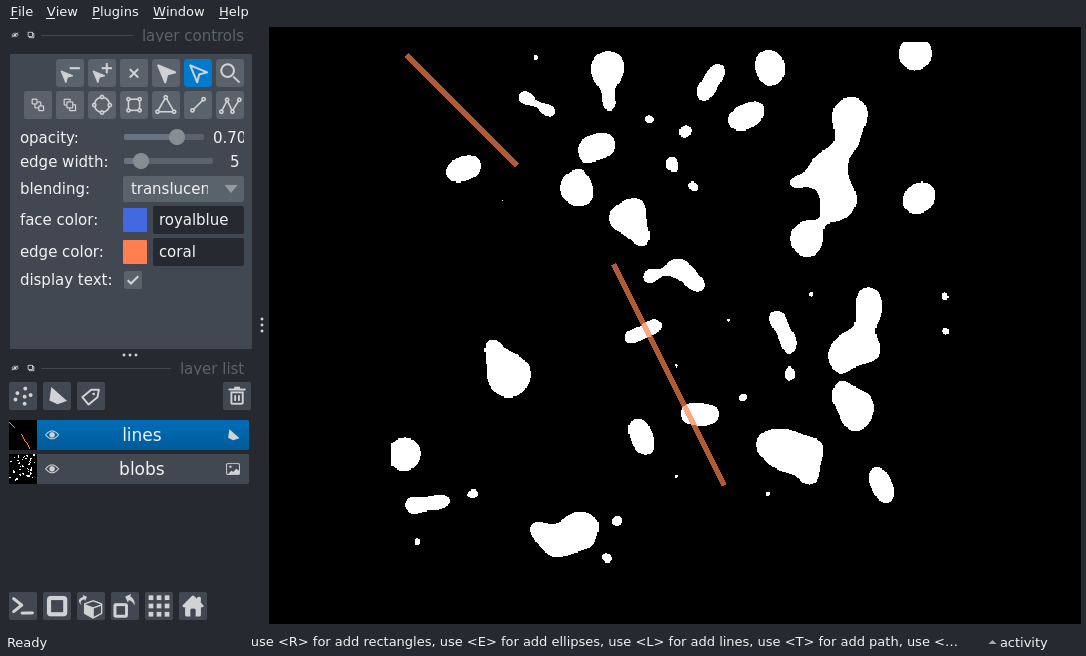 File View Plugins Window Help
layer controls
opacity: 0.70
edge width: 5
blending: translucen
face color: royalblue
edge color: coral
display text:
layer list
lines
blobs
Ready use <R> for add rectangles, use <E> for add ellipses, use <L> for add lines, use <T> for add path, use <... activity